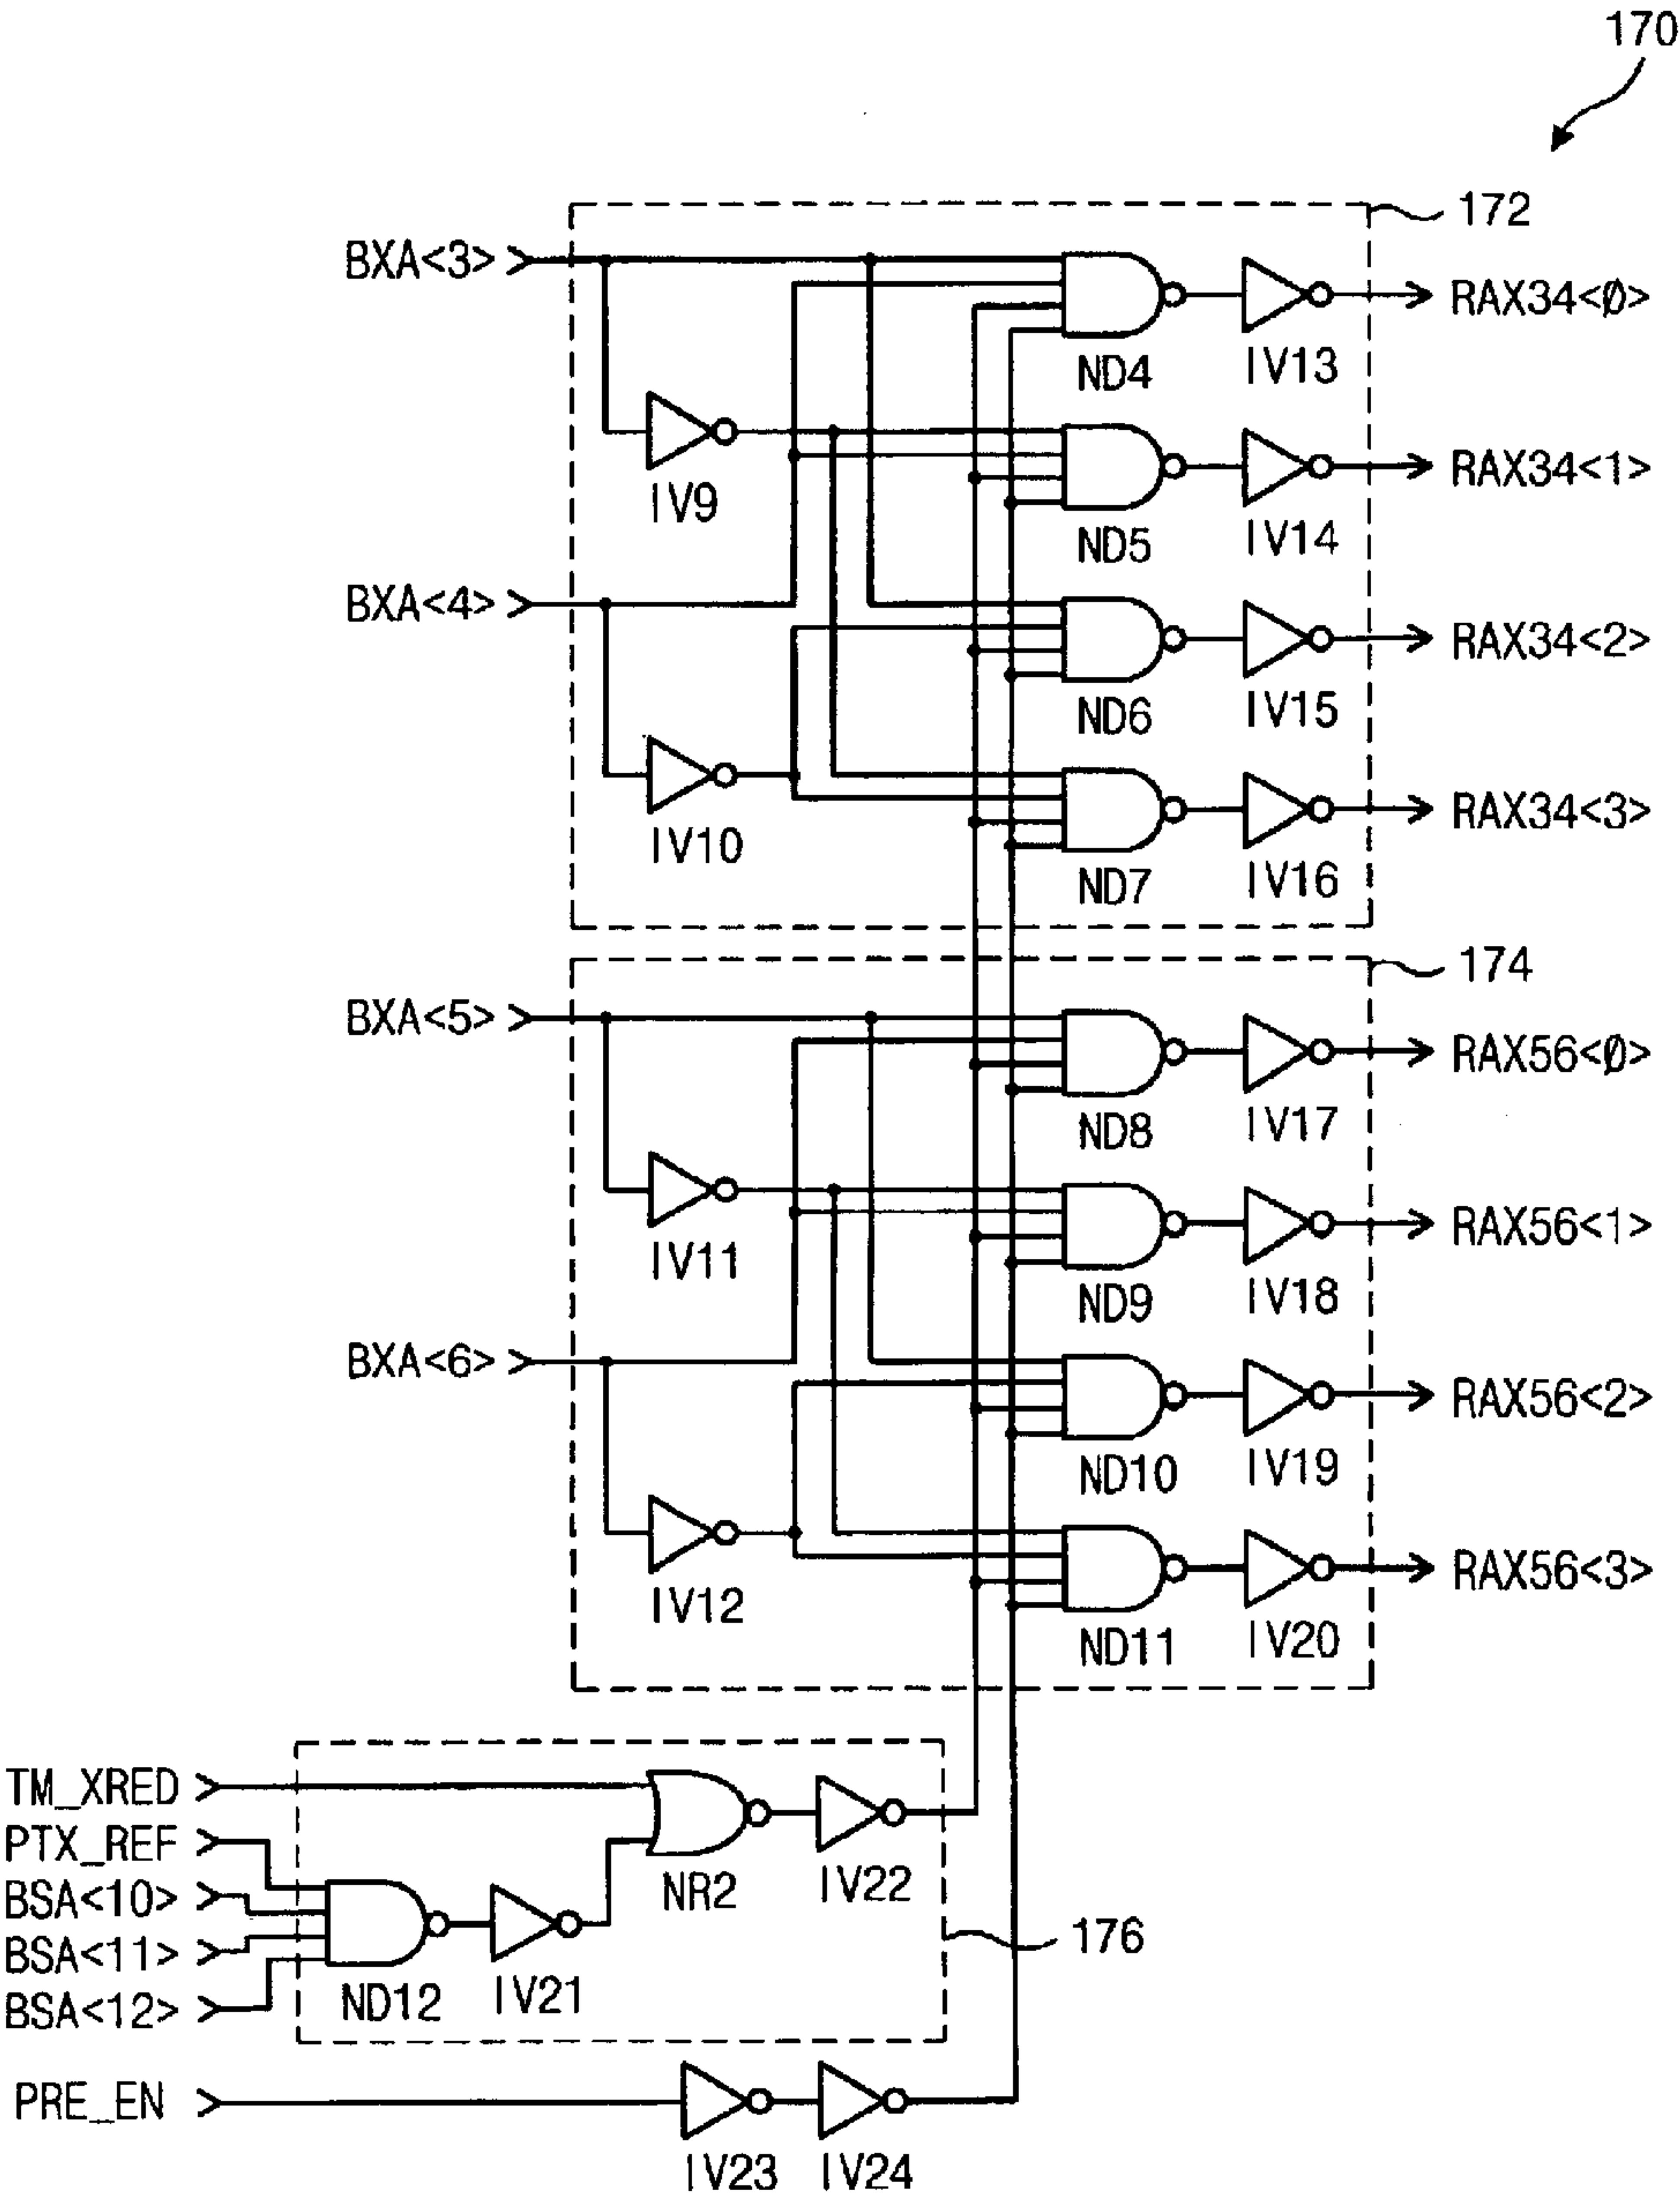 170
172
BXA<3>
RAX34<0>
ND4
IV13
IV9
RAX34<1>
ND5
IV14
BXA<4>
RAX34<2>
ND6
IV15
IV10
RAX34<3>
ND7
IV16
174
BXA<5>
RAX56<0>
ND8
IV17
IV11
RAX56<1>
ND9
IV18
BXA<6>
RAX56<2>
ND10
IV19
IV12
RAX56<3>
ND11
IV20
TM_XRED
PTX_REF
BSA<10>
BSA<11>
BSA<12>
NR2
IV22
ND12
IV21
176
PRE_EN
IV23
IV24